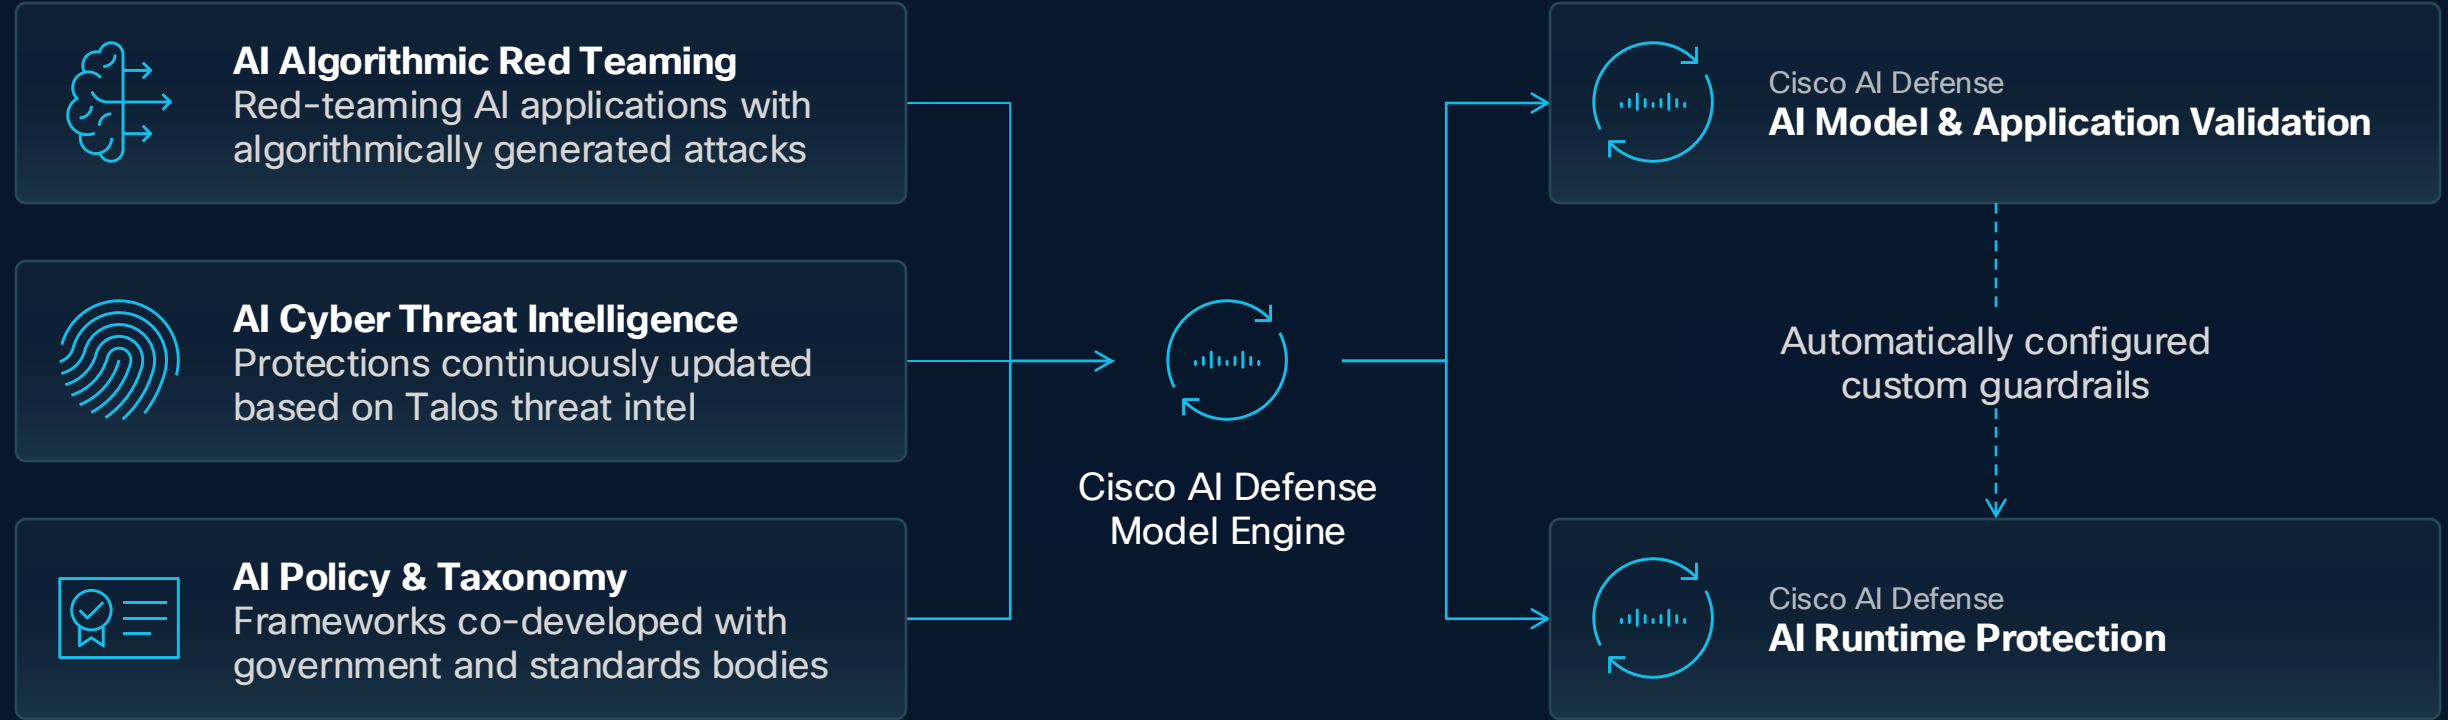 AI Algorithmic Red Teaming
Red-teaming AI applications with
algorithmically generated attacks
AI Cyber Threat Intelligence
Protections continuously updated
based on Talos threat intel
AI Policy & Taxonomy
Frameworks co-developed with
government and standards bodies
Cisco AI Defense
Model Engine
Cisco AI Defense
AI Model & Application Validation
Automatically configured
custom guardrails
Cisco AI Defense
AI Runtime Protection